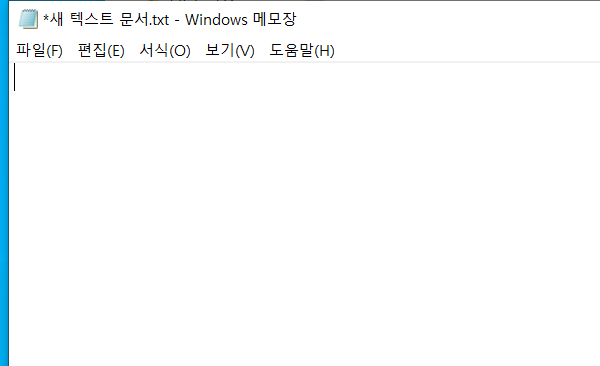 *새 텍스트 문서.txt - Windows 메모장
파일(F) 편집(E) 서식(O) 보기(V) 도움말(H)